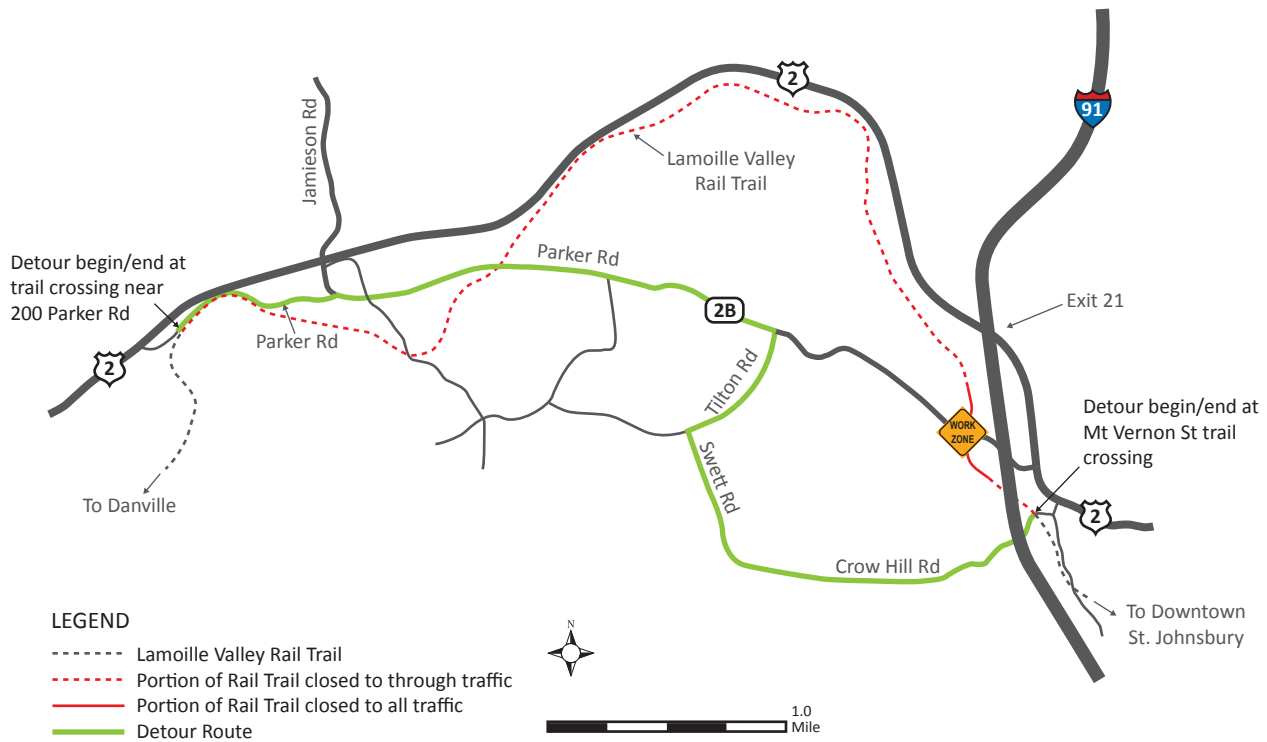 2
91
Jamieson Rd
Lamoille Valley
Rail Trail
Detour begin/end at
trail crossing near
200 Parker Rd
Parker Rd
Exit 21
2B
Parker Rd
2
Tilton Rd
Detour begin/end at
Mt Vernon St trail
crossing
WORK
ZONE
Swett Rd
To Danville
2
Crow Hill Rd
To Downtown
St. Johnsbury
LEGEND
Lamoille Valley Rail Trail
Portion of Rail Trail closed to through traffic
Portion of Rail Trail closed to all traffic
Detour Route
N
1.0
Mile